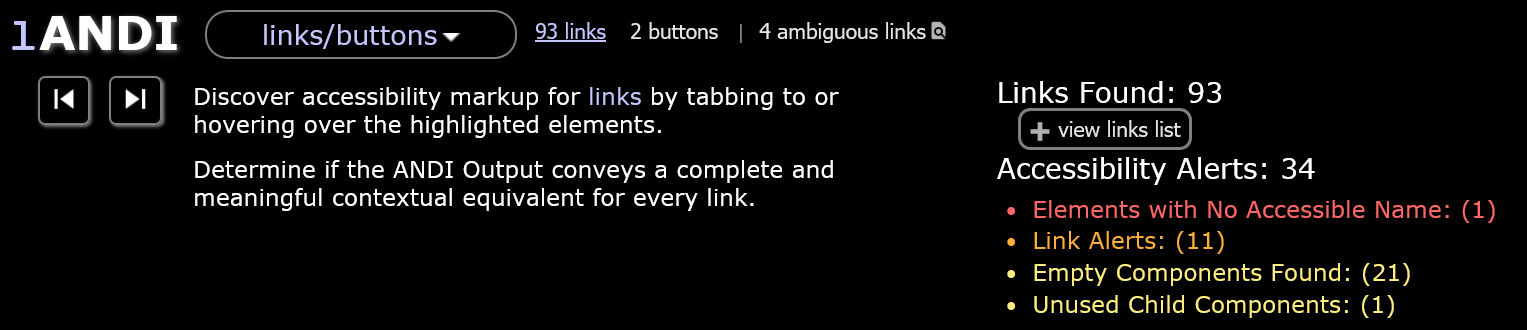 lANDI links/buttons 93 links 2 buttons | 4 ambiguous links
Discover accessibility markup for links by tabbing to or
hovering over the highlighted elements.
Determine if the ANDI Output conveys a complete and
meaningful contextual equivalent for every link.
Links Found: 93
view links list
Accessibility Alerts: 34
• Elements with No Accessible Name: (1)
• Link Alerts: (11)
• Empty Components Found: (21)
• Unused Child Components: (1)